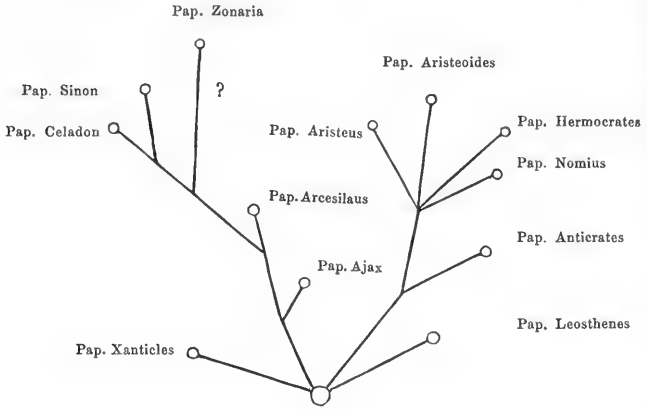 Pap. Zonaria
Pap. Aristeoides
?
Pap. Sinon
Pap. Hermocrates
Pap. Celadon
Pap. Aristeus
Pap. Nomius
Pap. Arcesilaus
Pap. Anticrates
Pap. Ajax
Pap. Leosthenes
Pap. Xanticles